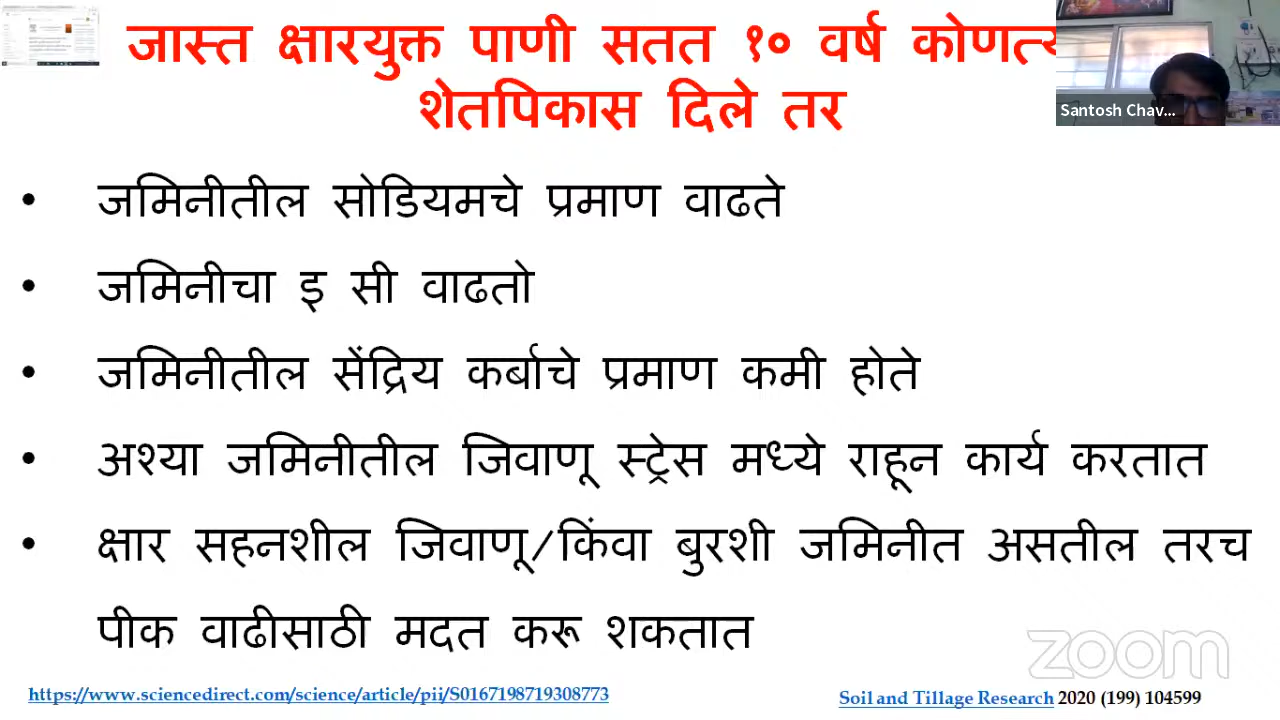 जास्त क्षारयुक्त पाणी सतत १० वर्ष
शेतपिकास दिले तर
Santosh Chav...
• जमिनीतील सोडियमचे प्रमाण वाढते
• जमिनीचा इ सी वाढतो
• जमिनीतील सेंद्रिय कर्बाचे प्रमाण कमी होते
• अश्या जमिनीतील जिवाणू स्ट्रेस मध्ये राहून कार्य करतात
• क्षार सहनशील जिवाणू/किंवा बुरशी जमिनीत असतील तरच
पीक वाढीसाठी मदत करू शकतात
zoom
https://www.sciencedirect.com/science/article/pii/S0167198719308773
Soil and Tillage Research 2020 (199) 104599